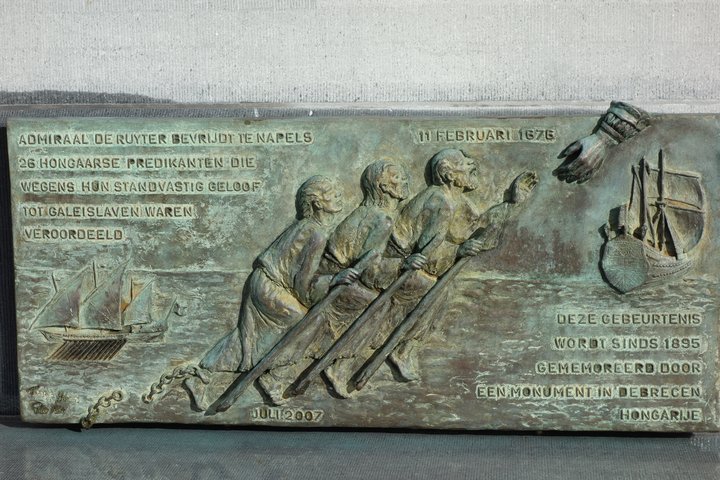 ADMIRAAL DE RUYTER BEVRIJDT TE NAPELS
11 FEBRUARI 1676
26 HONGAARSE PREDIKANTEN DIE
WEGENS HUN STANDVASTIG GELOOF
TOT GALEISLAVEN WAREN
VEROORDEELD
DEZE GEBEURTENIS
WORDT SINDS 1895
GEMEMOREERD DOOR
EEN MONUMENT IN DEBRECEN
HONGARIJE
JULI 2007